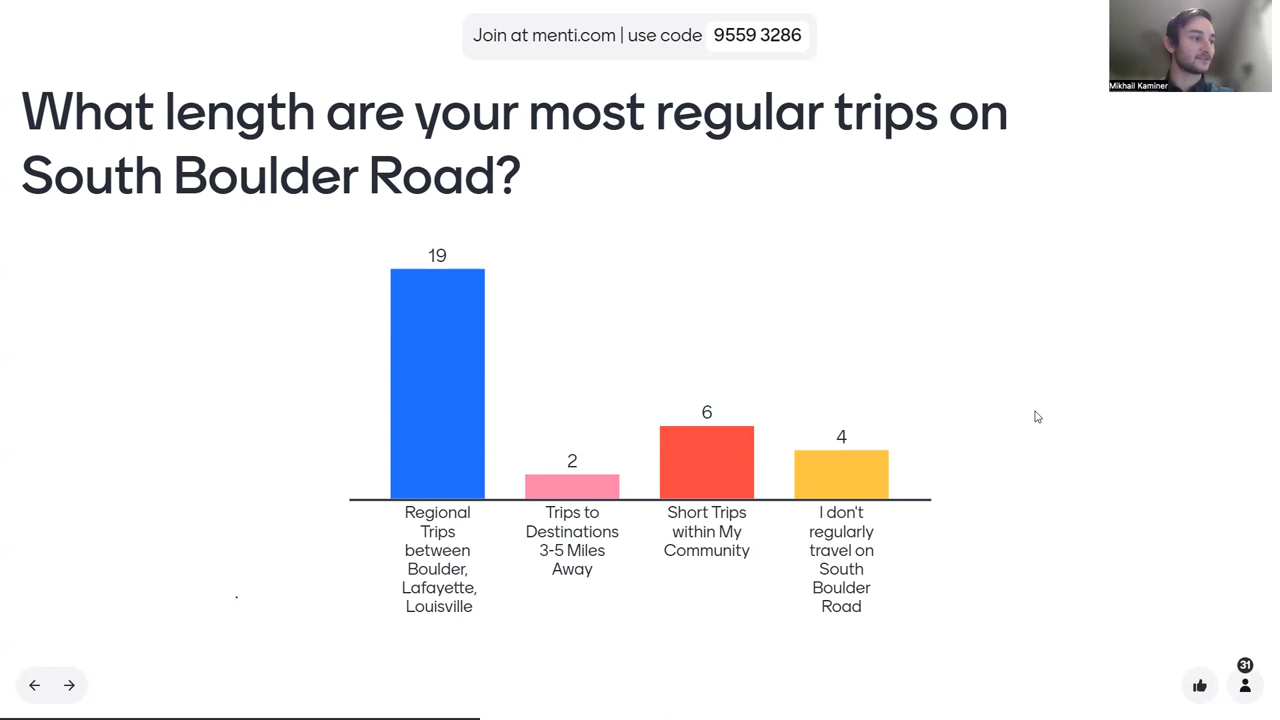 Join at menti.com | use code 9559 3286
Mikhail Kaminer
What length are your most regular trips on
South Boulder Road?
19
2
6
4
Regional
Trips
between
Boulder,
Lafayette,
Louisville
Trips to
Destinations
3-5 Miles
Away
Short Trips
within My
Community
I don't
regularly
travel on
South
Boulder
Road
31